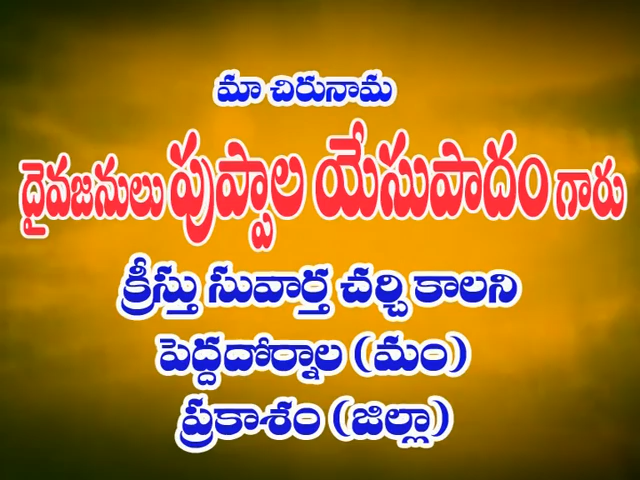 మా చిరునామ
దైవజనులు పుప్పాల యేసుపాదం గారు
క్రీస్తు సువార్త చర్చి కాలని
పెద్దదోర్నాల (మం)
ప్రకాశం (జిల్లా)